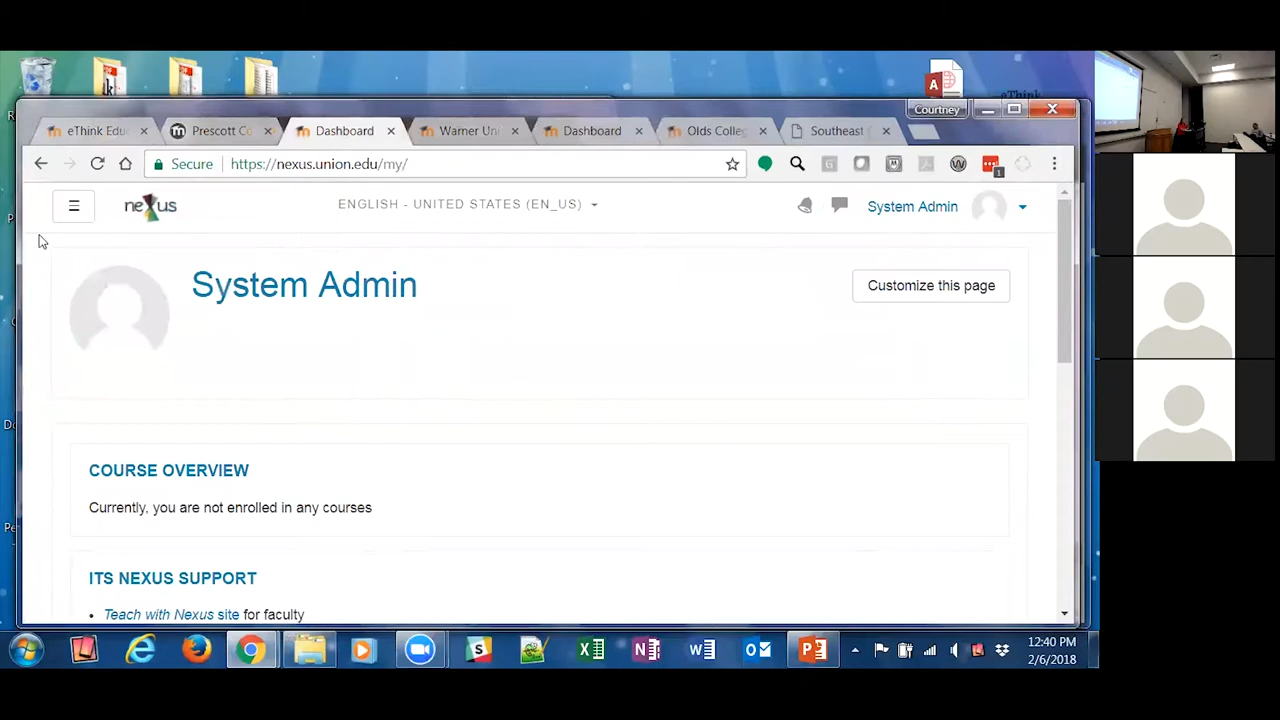 Courtney
eThink Edu
Prescott Co
Dashboard
Warner Un
Dashboard
Olds Colleg
Southeast
Secure
https://nexus.union.edu/my/
1
neXus
ENGLISH - UNITED STATES (EN_US)
System Admin
System Admin
Customize this page
COURSE OVERVIEW
Currently, you are not enrolled in any courses
ITS NEXUS SUPPORT
• Teach with Nexus site for faculty
12:40 PM
2/6/2018